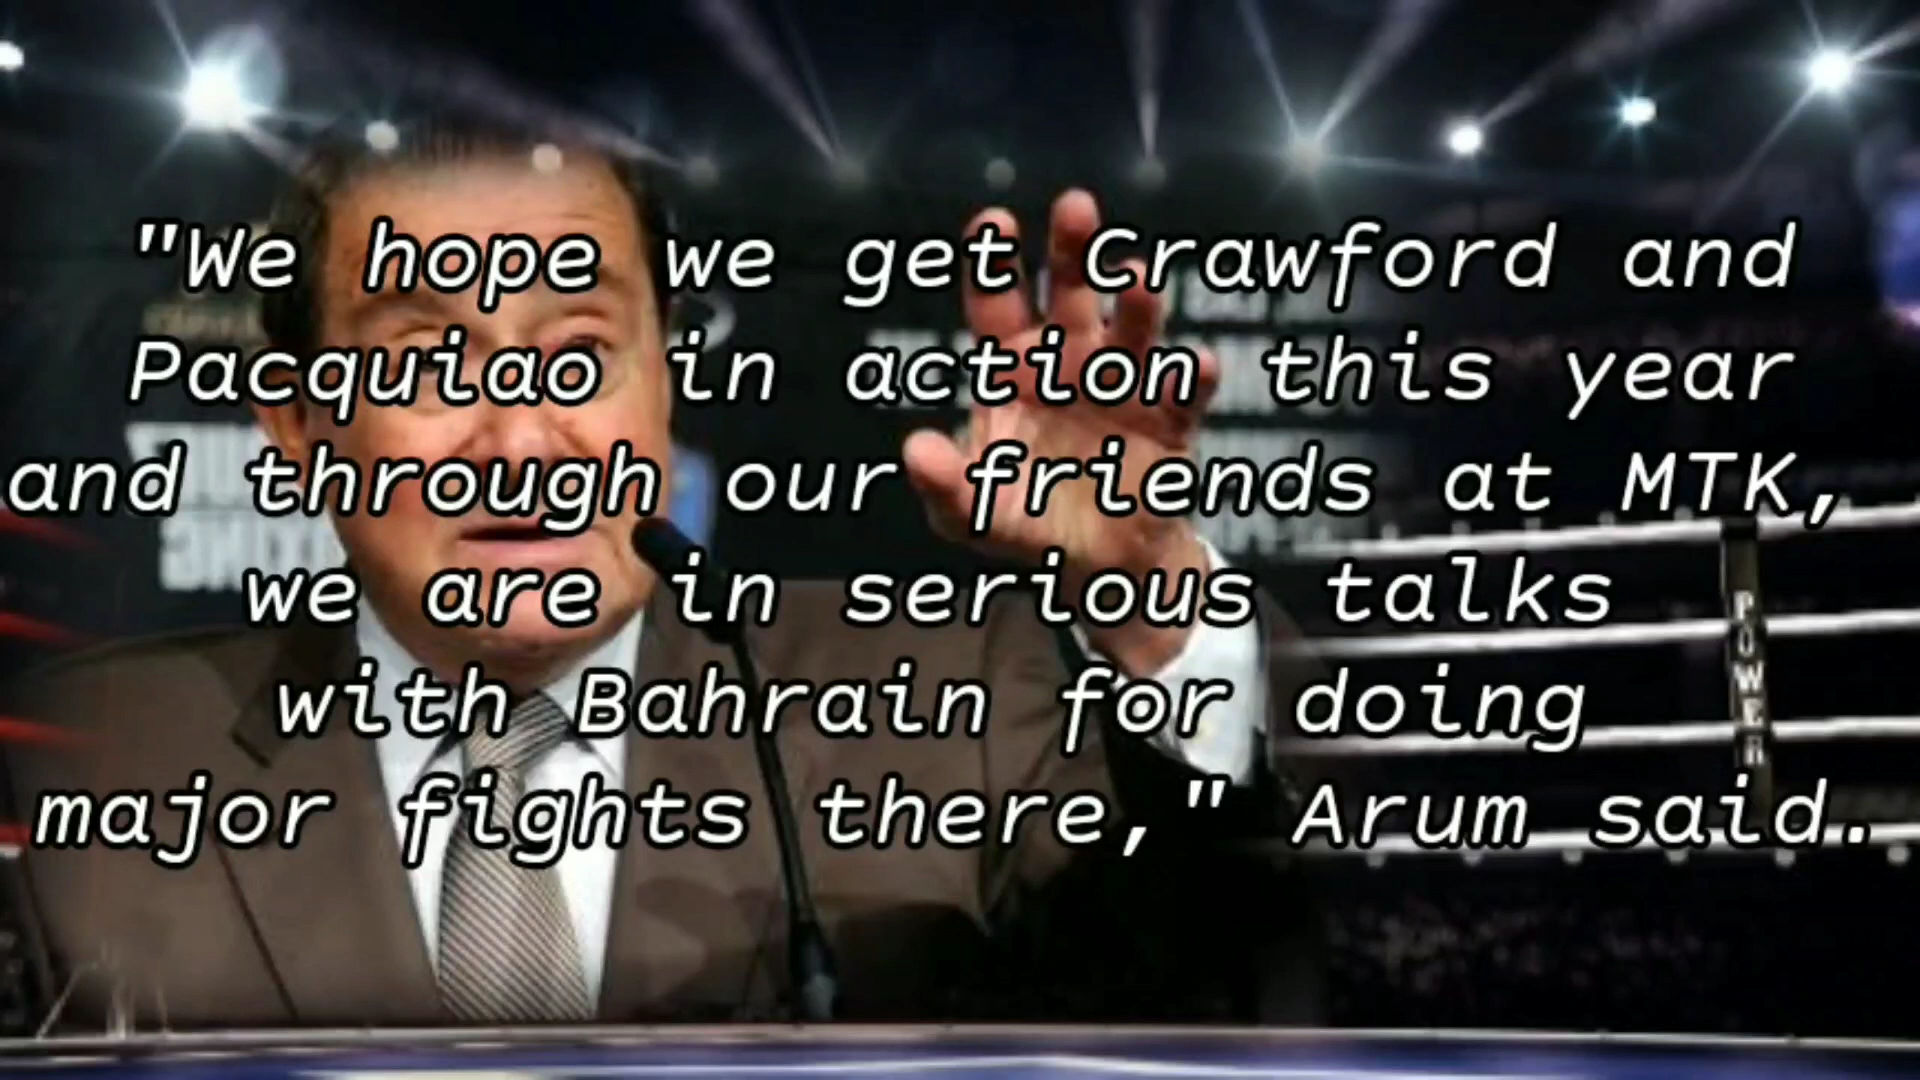 "We hope we get Crawford and
Pacquiao in action this year
and through our friends at MTK,
we are in serious talks
with Bahrain for doing
major fights there," Arum said.
POWER